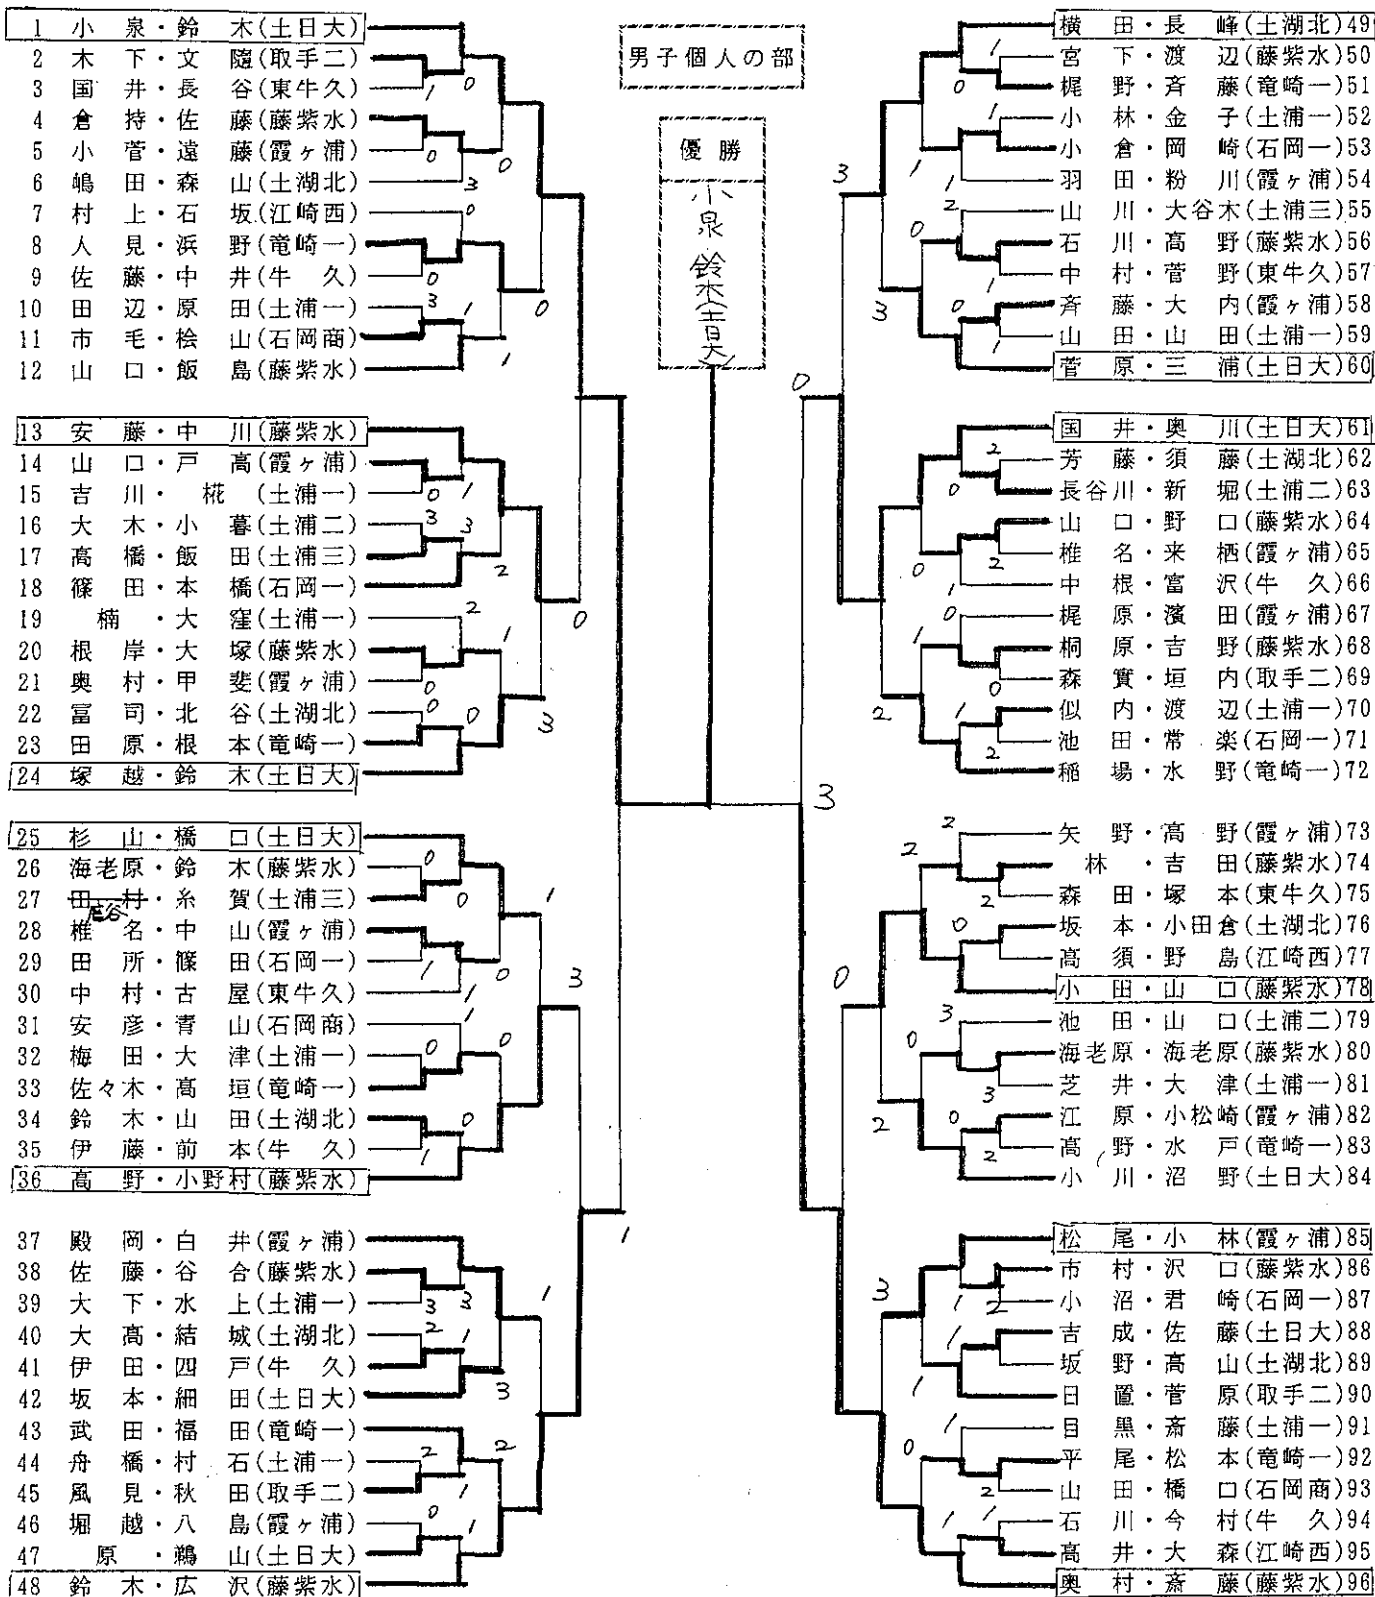 男子個人の部
優勝
小泉 鈴木(土日大)
1 小泉・鈴木(土日大)
2 木下・文隨(取手二)
3 国井・長谷(東牛久)
4 倉持・佐藤(藤紫水)
5 小菅・遠藤(霞ヶ浦)
6 嶋田・森山(土湖北)
7 村上・石坂(江崎西)
8 人見・浜野(竜崎一)
9 佐藤・中井(牛久)
10 田辺・原田(土浦一)
11 市毛・桧山(石岡商)
12 山口・飯島(藤紫水)
13 安藤・中川(藤紫水)
14 山口・戸高(霞ヶ浦)
15 吉川・椛(土浦一)
16 大木・小暮(土浦二)
17 高橋・飯田(土浦三)
18 篠田・本橋(石岡一)
19 楠・大窪(土浦一)
20 根岸・大塚(藤紫水)
21 奥村・甲斐(霞ヶ浦)
22 冨司・北谷(土湖北)
23 田原・根本(竜崎一)
24 塚越・鈴木(土日大)
25 杉山・橋口(土日大)
26 海老原・鈴木(藤紫水)
27 田村・糸賀(土浦三)
28 椎名・中山(霞ヶ浦)
29 田所・篠田(石岡一)
30 中村・古屋(東牛久)
31 安彦・青山(石岡商)
32 梅田・大津(土浦一)
33 佐々木・高垣(竜崎一)
34 鈴木・山田(土湖北)
35 伊藤・前本(牛久)
36 高野・小野村(藤紫水)
37 殿岡・白井(霞ヶ浦)
38 佐藤・谷合(藤紫水)
39 大下・水上(土浦一)
40 大高・結城(土湖北)
41 伊田・四戸(牛久)
42 坂本・細田(土日大)
43 武田・福田(竜崎一)
44 舟橋・村石(土浦一)
45 風見・秋田(取手二)
46 堀越・八島(霞ヶ浦)
47 原・鵜山(土日大)
48 鈴木・広沢(藤紫水)
横田・長峰(土湖北)49
宮下・渡辺(藤紫水)50
梶野・斉藤(竜崎一)51
小林・金子(土浦一)52
小倉・岡崎(石岡一)53
羽田・粉川(霞ヶ浦)54
山川・大谷木(土浦三)55
石川・高野(藤紫水)56
中村・菅野(東牛久)57
斉藤・大内(霞ヶ浦)58
山田・山田(土浦一)59
菅原・三浦(土日大)60
国井・奥川(土日大)61
芳藤・須藤(土湖北)62
長谷川・新堀(土浦二)63
山口・野口(藤紫水)64
椎名・来栖(霞ヶ浦)65
中根・富沢(牛久)66
梶原・濱田(霞ヶ浦)67
桐原・吉野(藤紫水)68
森實・垣内(取手二)69
似内・渡辺(土浦一)70
池田・常楽(石岡一)71
稲場・水野(竜崎一)72
矢野・高野(霞ヶ浦)73
林・吉田(藤紫水)74
森田・塚本(東牛久)75
坂本・小田倉(土湖北)76
高須・野島(江崎西)77
小田・山口(藤紫水)78
池田・山口(土浦二)79
海老原・海老原(藤紫水)80
芝井・大津(土浦一)81
江原・小松崎(霞ヶ浦)82
高野・水戸(竜崎一)83
小川・沼野(土日大)84
松尾・小林(霞ヶ浦)85
市村・沢口(藤紫水)86
小沼・君崎(石岡一)87
吉成・佐藤(土日大)88
坂野・高山(土湖北)89
日置・菅原(取手二)90
目黒・斎藤(土浦一)91
平尾・松本(竜崎一)92
山田・橋口(石岡商)93
石川・今村(牛久)94
高井・大森(江崎西)95
奥村・斎藤(藤紫水)96